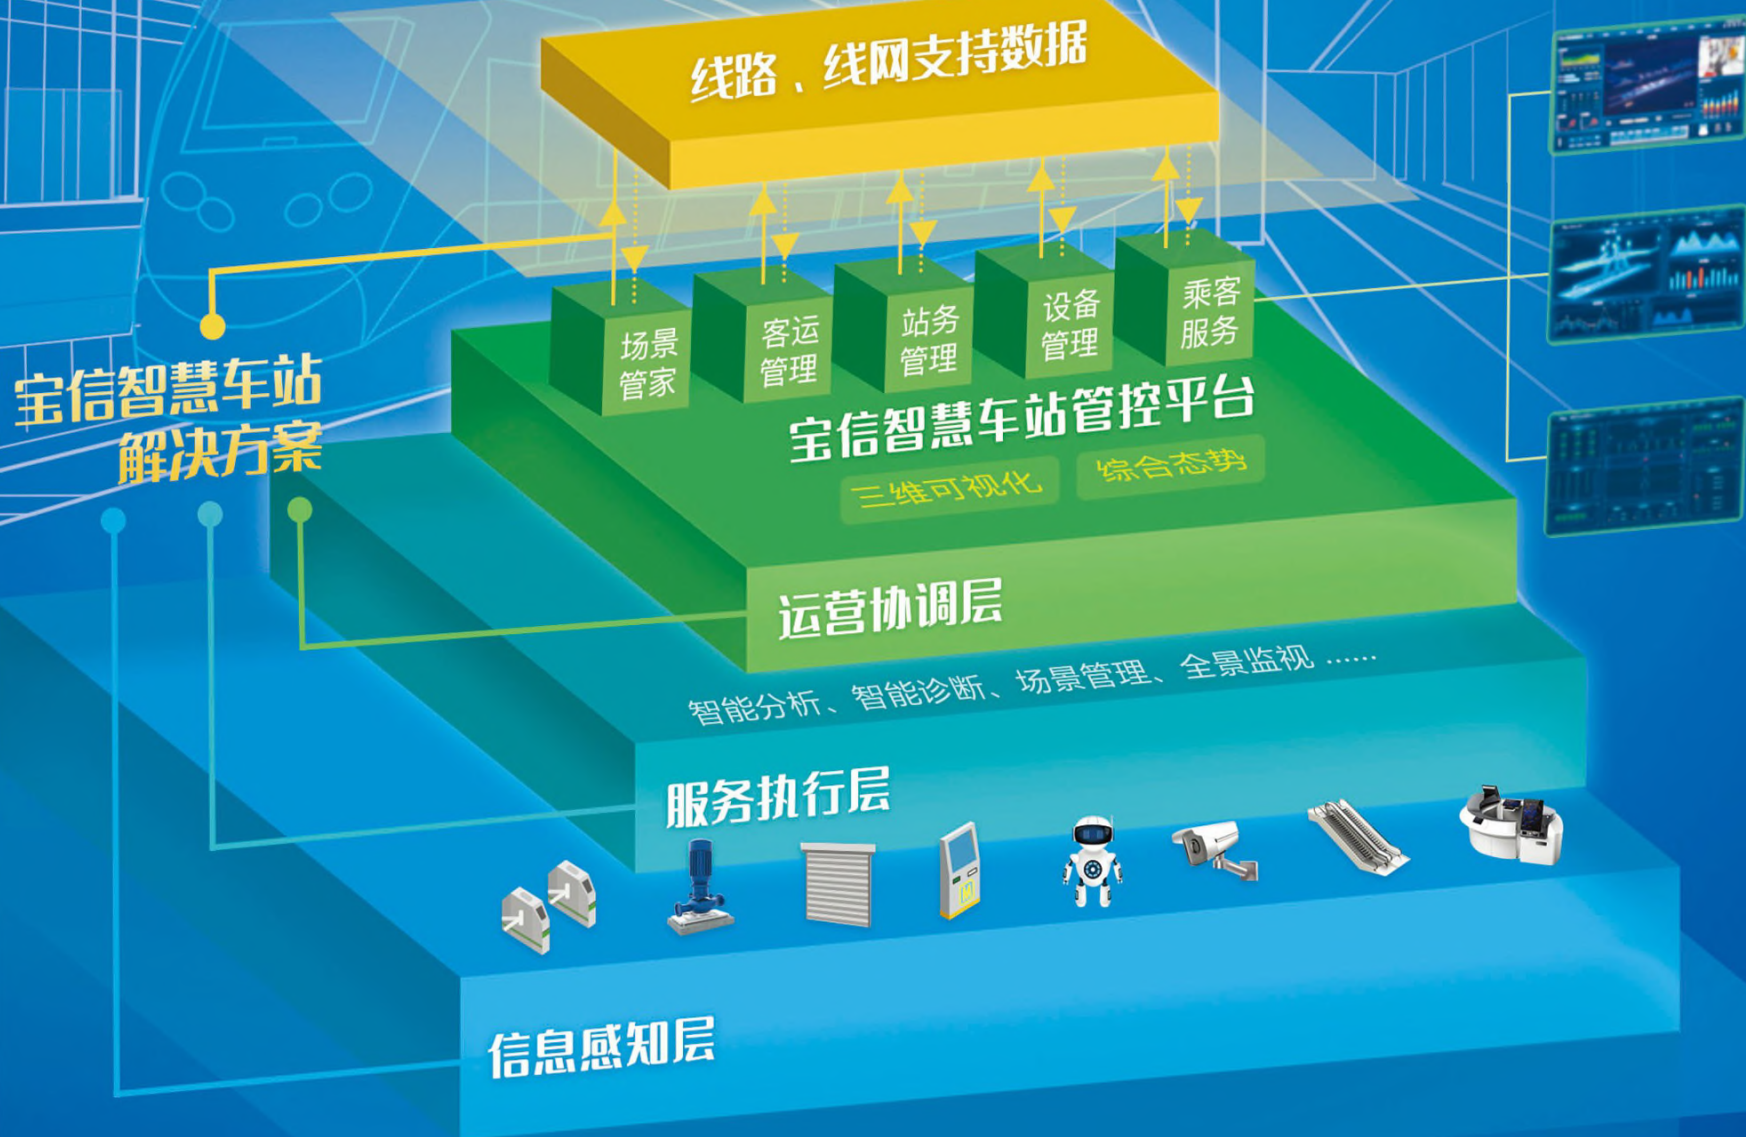 线路、线网支持数据
场景
管家
客运
管理
站务
管理
设备
管理
乘客
服务
宝信智慧车站
解决方案
宝信智慧车站管控平台
三维可视化
综合态势
运营协调层
智能分析、智能诊断、场景管理、全景监视 ......
服务执行层
信息感知层